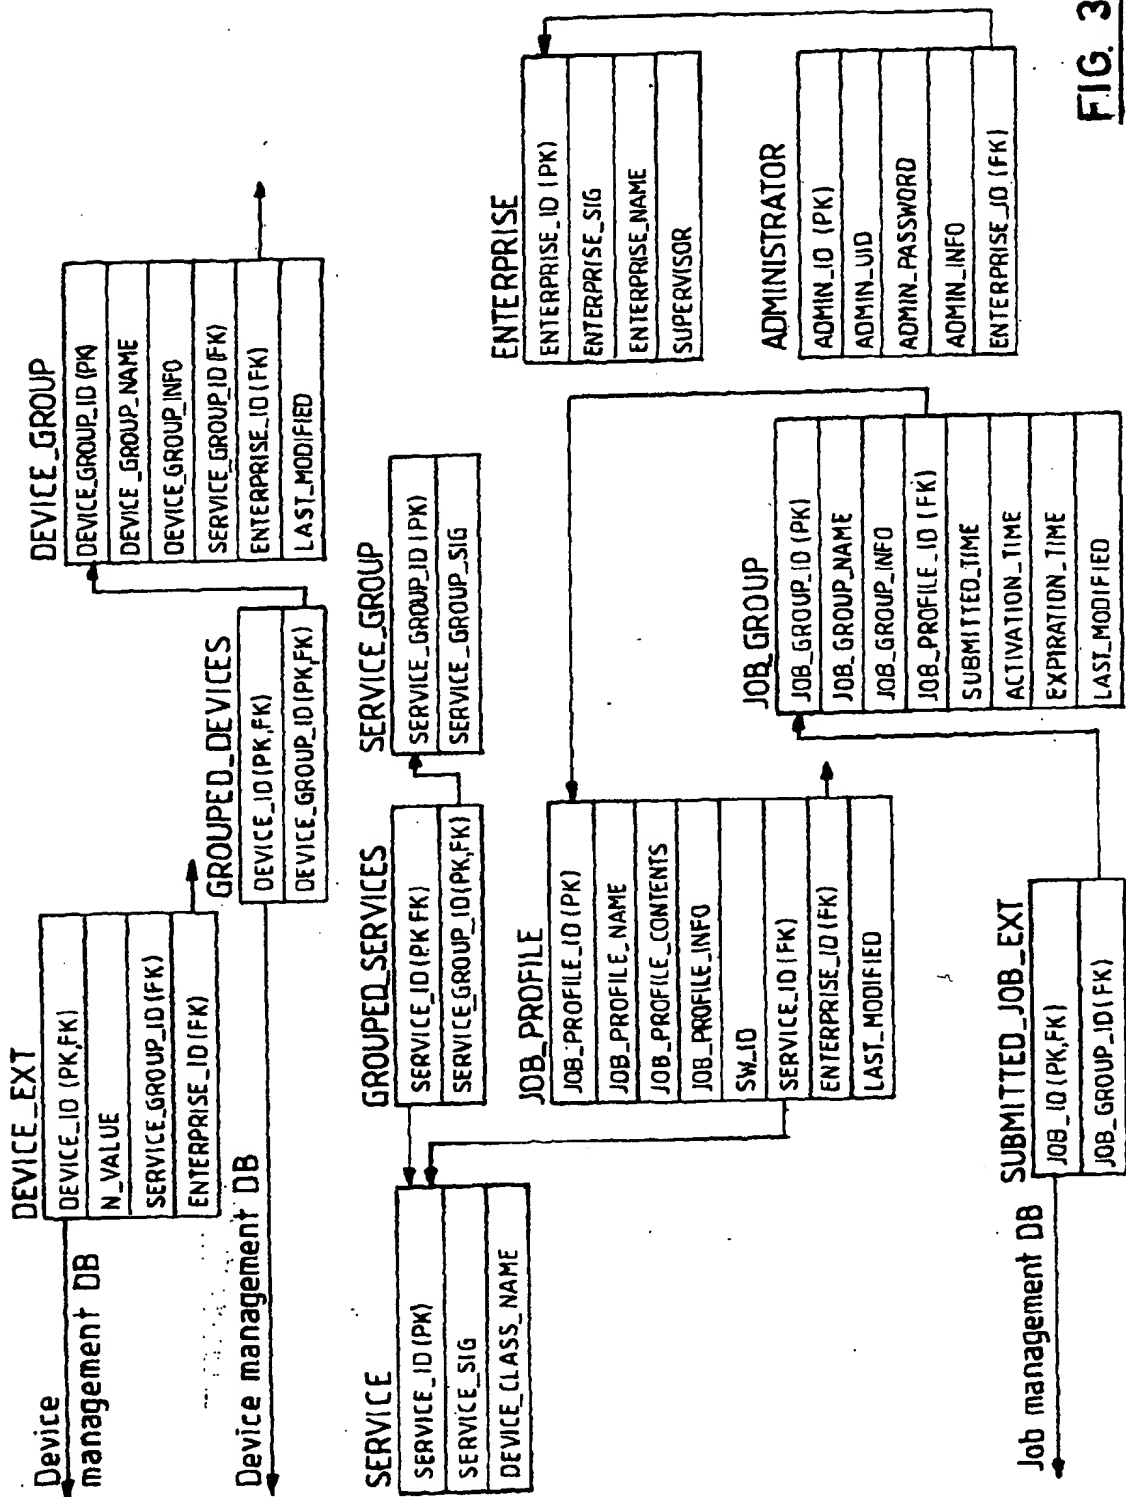 Device
management DB
DEVICE_EXT
DEVICE_ID (PK,FK)
N_VALUE
SERVICE_GROUP_ID (FK)
ENTERPRISE_ID (FK)
Device management DB
GROUPED_DEVICES
DEVICE_ID (PK,FK)
DEVICE_GROUP_ID (PK,FK)
DEVICE_GROUP
DEVICE_GROUP_ID (PK)
DEVICE_GROUP_NAME
DEVICE_GROUP_INFO
SERVICE_GROUP_ID (FK)
ENTERPRISE_ID (FK)
LAST_MODIFIED
SERVICE
SERVICE_ID (PK)
SERVICE_SIG
DEVICE_CLASS_NAME
GROUPED_SERVICES
SERVICE_ID (PK FK)
SERVICE_GROUP_ID (PK,FK)
SERVICE_GROUP
SERVICE_GROUP_ID (PK)
SERVICE_GROUP_SIG
JOB_PROFILE
JOB_PROFILE_ID (PK)
JOB_PROFILE_NAME
JOB_PROFILE_CONTENTS
JOB_PROFILE_INFO
SW_ID
SERVICE_ID (FK)
ENTERPRISE_ID (FK)
LAST_MODIFIED
ENTERPRISE
ENTERPRISE_ID (PK)
ENTERPRISE_SIG
ENTERPRISE_NAME
SUPERVISOR
ADMINISTRATOR
ADMIN_ID (PK)
ADMIN_UID
ADMIN_PASSWORD
ADMIN_INFO
ENTERPRISE_ID (FK)
JOB_GROUP
JOB_GROUP_ID (PK)
JOB_GROUP_NAME
JOB_GROUP_INFO
JOB_PROFILE_ID (FK)
SUBMITTED_TIME
ACTIVATION_TIME
EXPIRATION_TIME
LAST_MODIFIED
Job management DB
SUBMITTED_JOB_EXT
JOB_ID (PK,FK)
JOB_GROUP_ID (FK)
FIG. 3